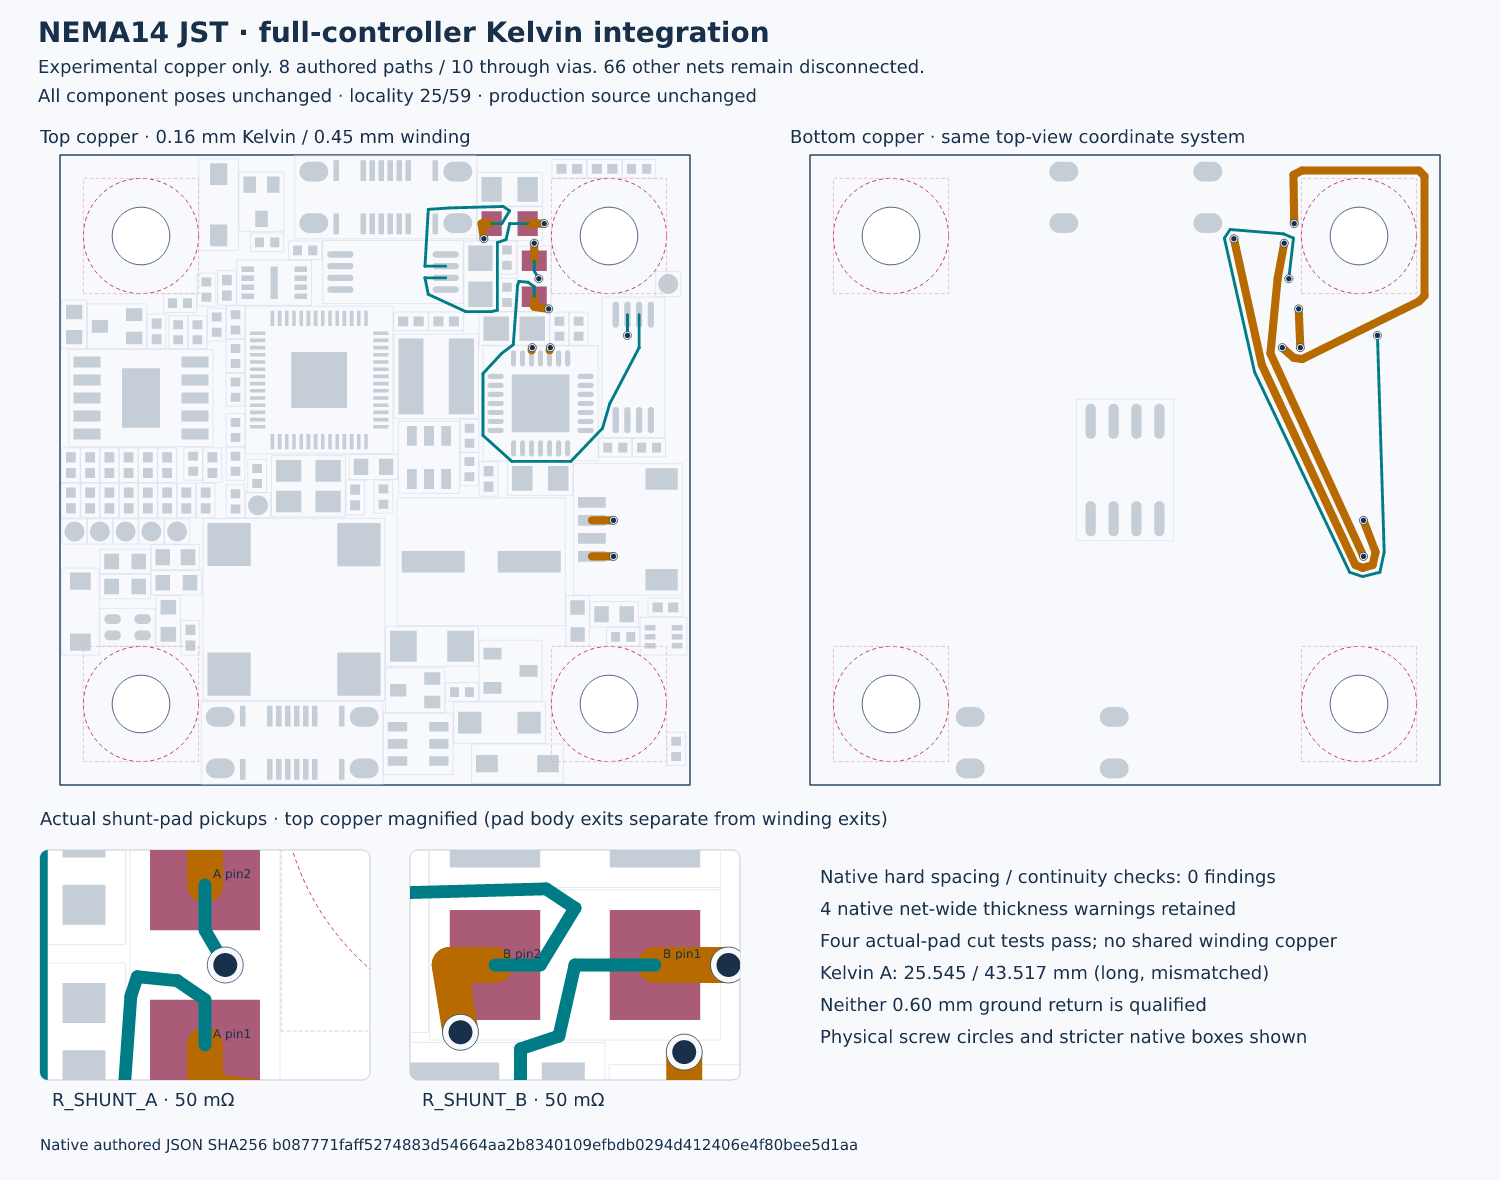 NEMA14 JST · full-controller Kelvin integration
Experimental copper only. 8 authored paths / 10 through vias. 66 other nets remain disconnected.
All component poses unchanged · locality 25/59 · production source unchanged
Top copper · 0.16 mm Kelvin / 0.45 mm winding
Bottom copper · same top-view coordinate system
Actual shunt-pad pickups · top copper magnified (pad body exits separate from winding exits)
A pin2
A pin1
R_SHUNT_A · 50 mΩ
B pin2
B pin1
R_SHUNT_B · 50 mΩ
Native hard spacing / continuity checks: 0 findings
4 native net-wide thickness warnings retained
Four actual-pad cut tests pass; no shared winding copper
Kelvin A: 25.545 / 43.517 mm (long, mismatched)
Neither 0.60 mm ground return is qualified
Physical screw circles and stricter native boxes shown
Native authored JSON SHA256 b087771faff5274883d54664aa2b8340109efbdb0294d412406e4f80bee5d1aa